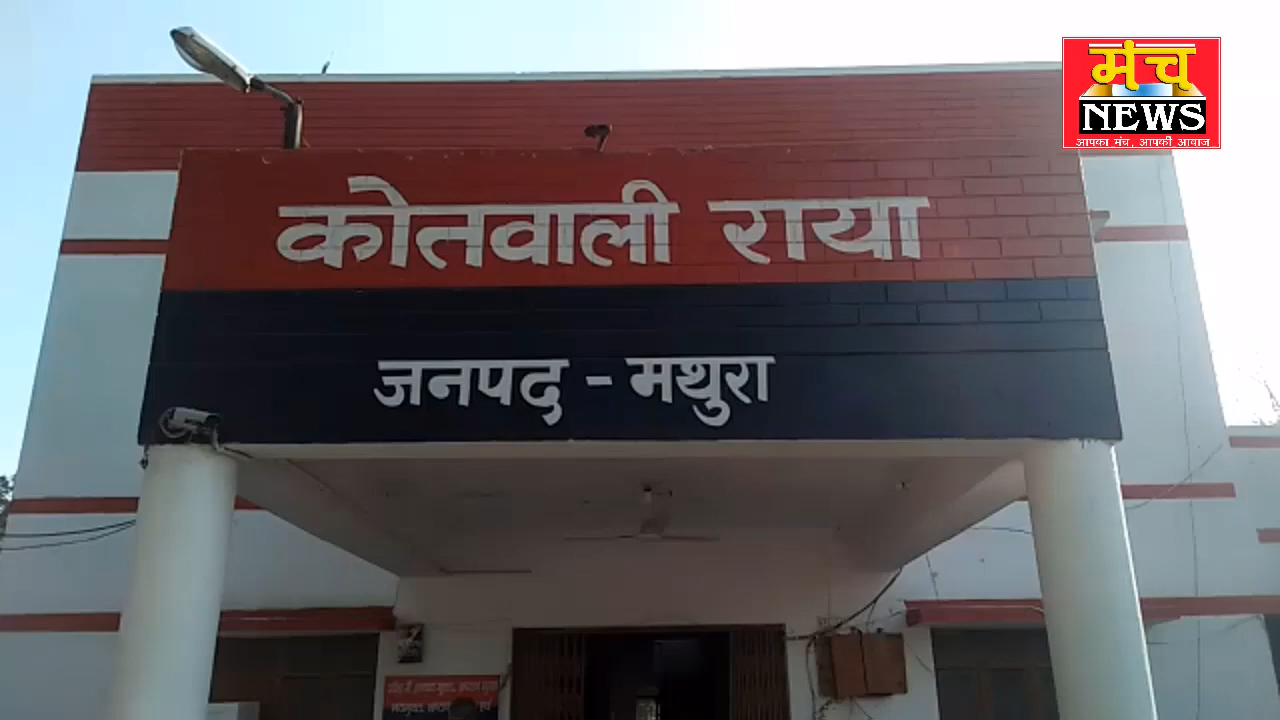 मंच
NEWS
आपका मंच, आपकी आवाज
कोतवाली राया
जनपद - मथुरा